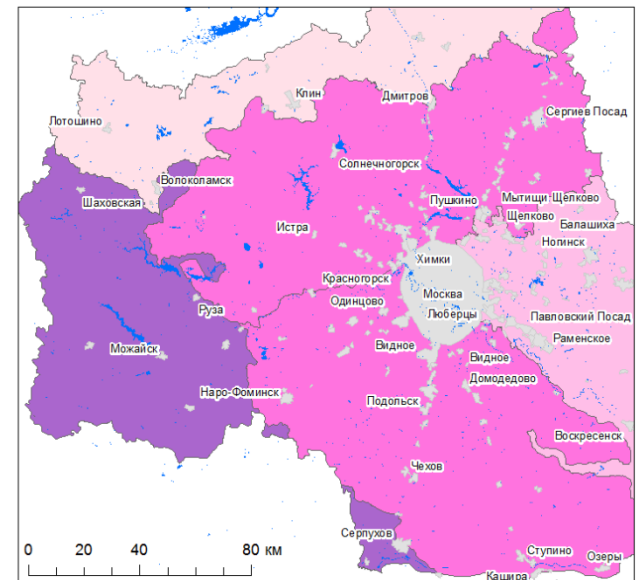 Клин
Дмитров
Сергиев Посад
Лотошино
Солнечногорск
Волоколамск
Шаховская
Пушкино
Мытищи
Щёлково
Щёлково
Балашиха
Истра
Ногинск
Химки
Красногорск
Москва
Одинцово
Руза
Люберцы
Павловский Посад
Раменское
Можайск
Видное
Видное
Домодедово
Наро-Фоминск
Подольск
Воскресенск
Чехов
Серпухов
Ступино
Озеры
Кашира
0 20 40 80 км